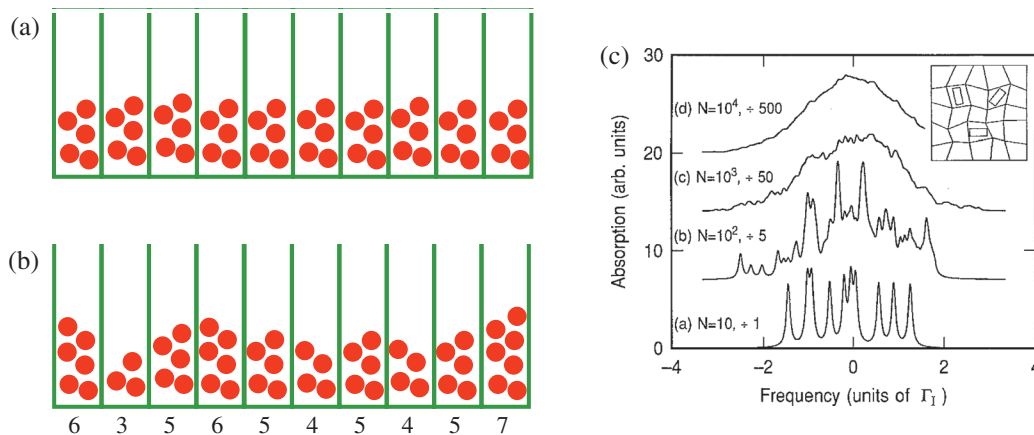 (a)
(b)
6 3 5 6 5 4 5 4 5 7
(c)
30
20
10
0
Absorption (arb. units)
(d) N=10⁴, ÷ 500
(c) N=10³, ÷ 50
(b) N=10², ÷ 5
(a) N=10, ÷ 1
−4 −2 0 2 4
Frequency (units of Γ_I)